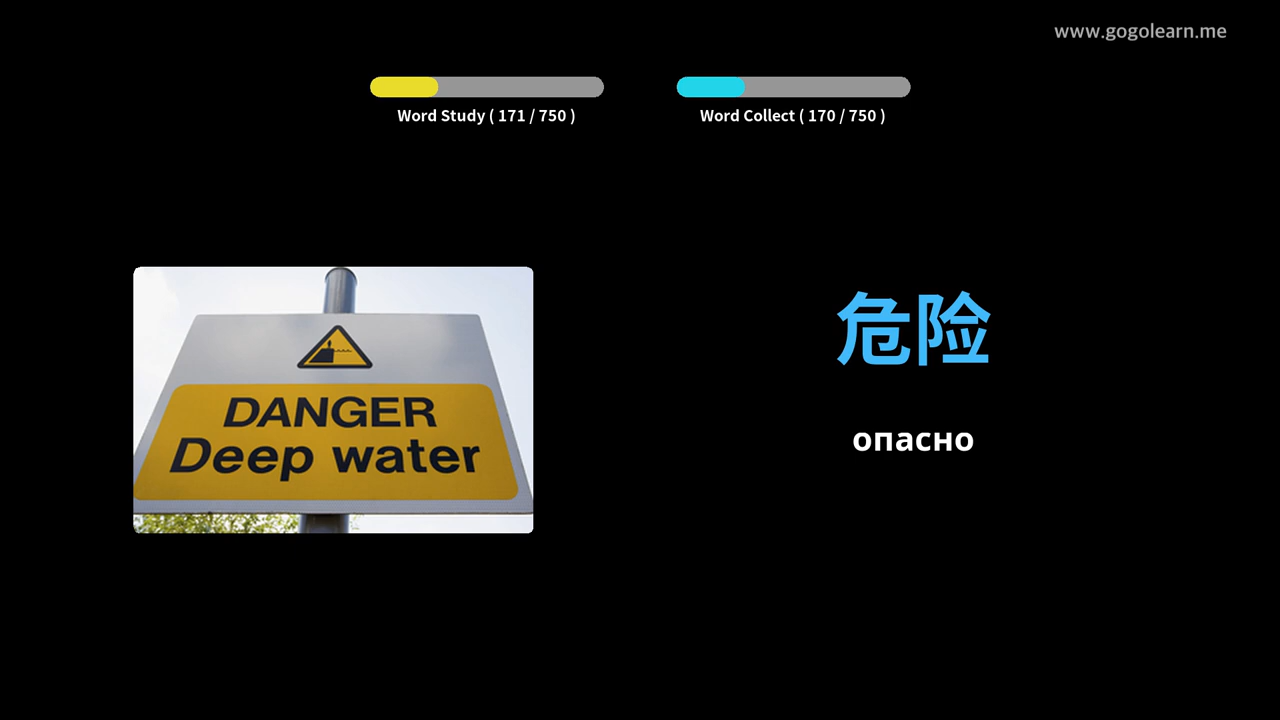 www.gogolearn.me
Word Study ( 171 / 750 )
Word Collect ( 170 / 750 )
DANGER
Deep water
危险
опасно